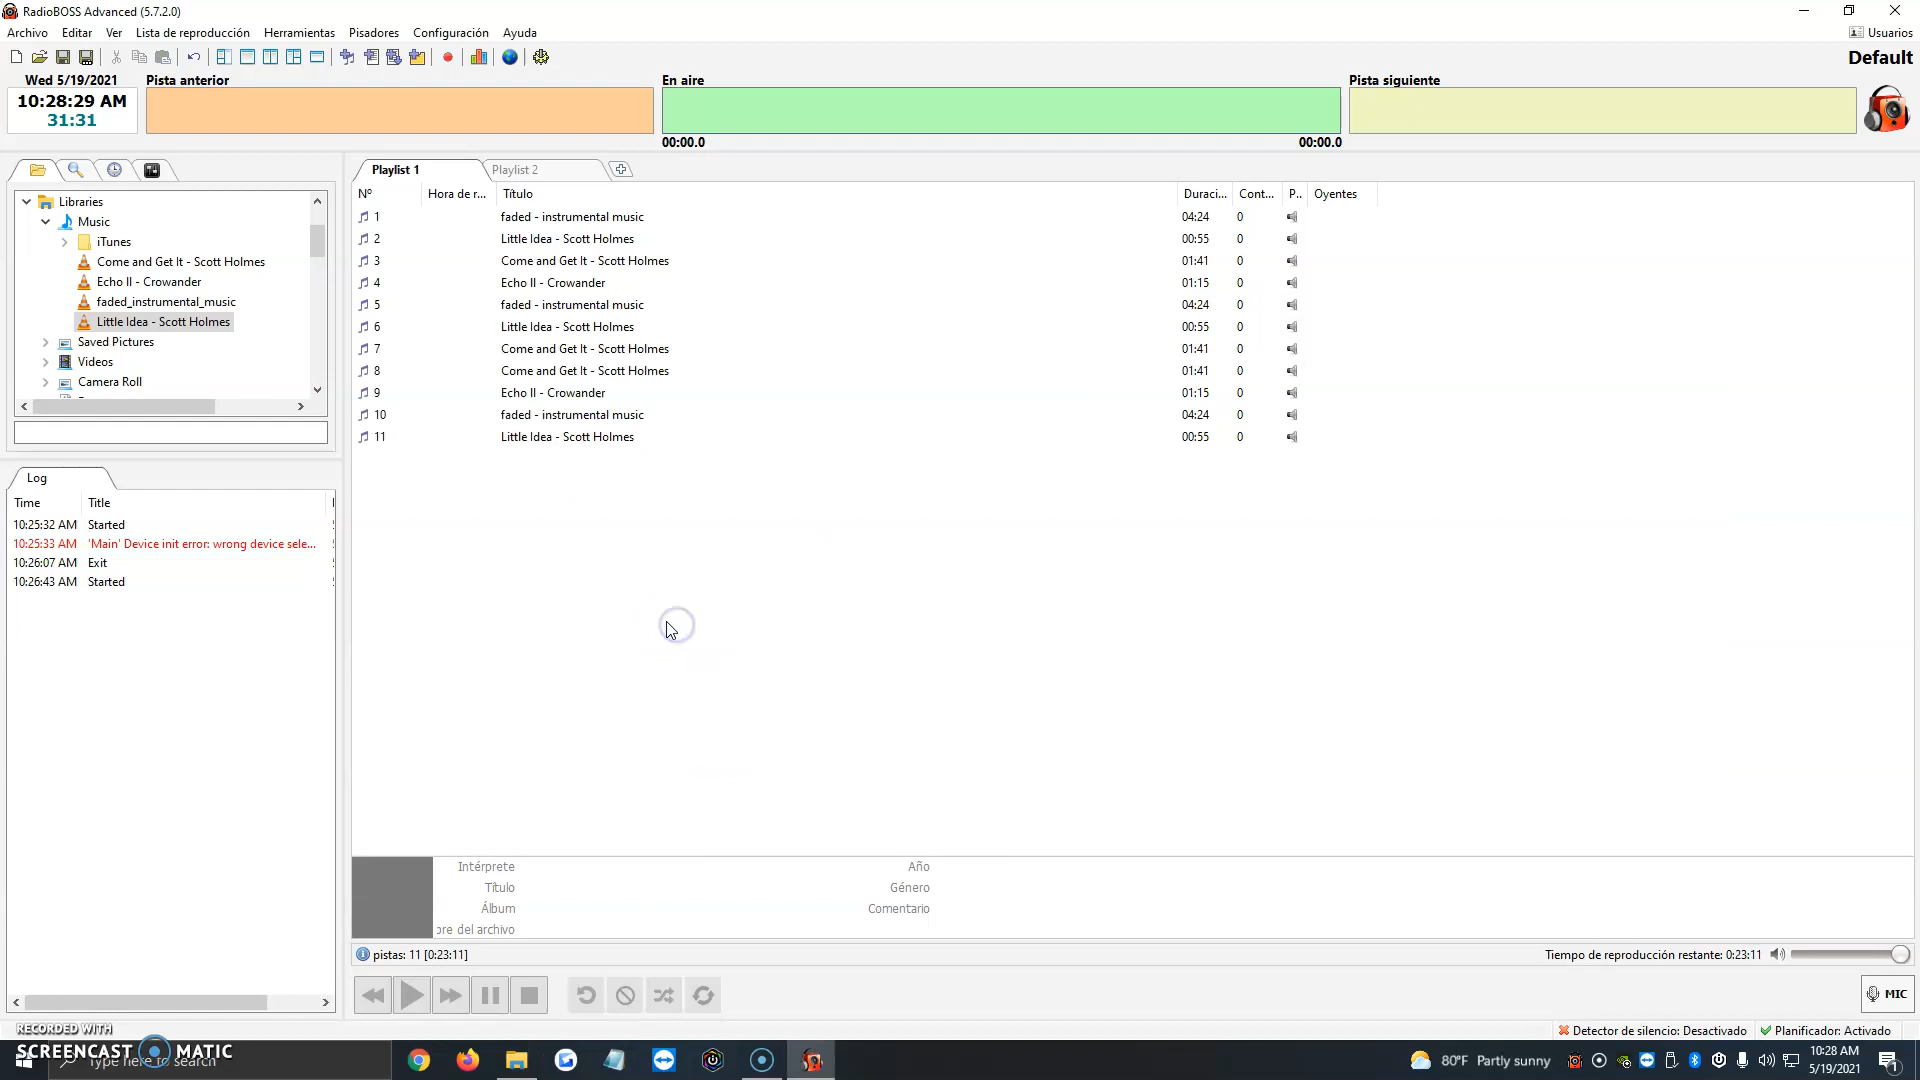 RadioBOSS Advanced (5.7.2.0)
Archivo Editar Ver Lista de reproducción Herramientas Pisadores Configuración Ayuda
Usuarios
Default
Wed 5/19/2021
10:28:29 AM
31:31
Pista anterior
En aire
Pista siguiente
00:00.0
00:00.0
Libraries
Music
iTunes
Come and Get It - Scott Holmes
Echo II - Crowander
faded_instrumental_music
Little Idea - Scott Holmes
Saved Pictures
Videos
Camera Roll
Playlist 1
Playlist 2
Nº Hora de r... Título Duraci... Cont... P.. Oyentes
1 faded - instrumental music 04:24 0
2 Little Idea - Scott Holmes 00:55 0
3 Come and Get It - Scott Holmes 01:41 0
4 Echo II - Crowander 01:15 0
5 faded - instrumental music 04:24 0
6 Little Idea - Scott Holmes 00:55 0
7 Come and Get It - Scott Holmes 01:41 0
8 Come and Get It - Scott Holmes 01:41 0
9 Echo II - Crowander 01:15 0
10 faded - instrumental music 04:24 0
11 Little Idea - Scott Holmes 00:55 0
Log
Time Title
10:25:32 AM Started
10:25:33 AM 'Main' Device init error: wrong device sele...
10:26:07 AM Exit
10:26:43 AM Started
Intérprete
Título
Álbum
bre del archivo
Año
Género
Comentario
pistas: 11 [0:23:11]
Tiempo de reproducción restante: 0:23:11
MIC
Detector de silencio: Desactivado
Planificador: Activado
RECORDED WITH
SCREENCAST MATIC
Type here to search
80°F Partly sunny
10:28 AM
5/19/2021
1